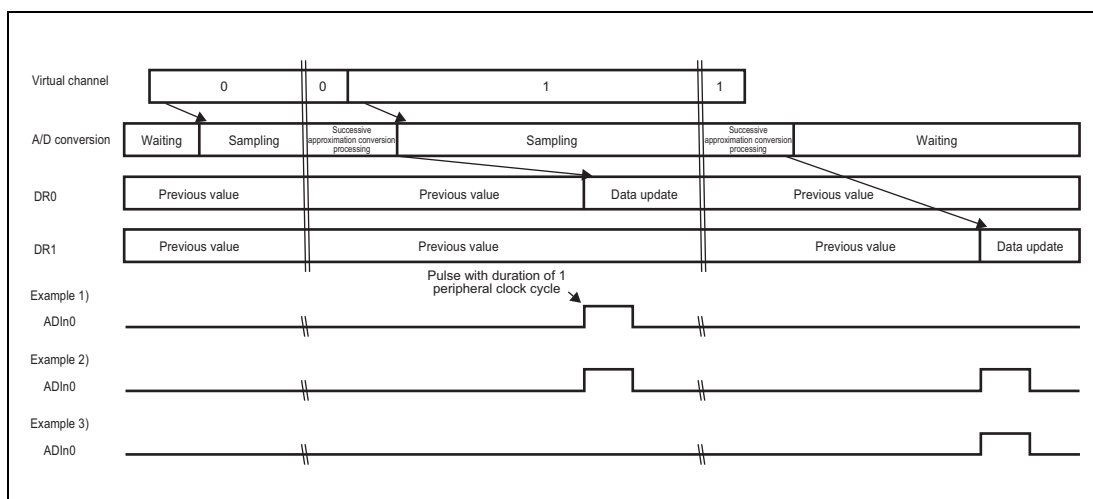 Virtual channel
0
0
1
1
A/D conversion
Waiting
Sampling
Successive
approximation conversion
processing
Sampling
Successive
approximation conversion
processing
Waiting
DR0
Previous value
Previous value
Data update
Previous value
DR1
Previous value
Previous value
Previous value
Data update
Pulse with duration of 1
peripheral clock cycle
Example 1)
ADIn0
Example 2)
ADIn0
Example 3)
ADIn0